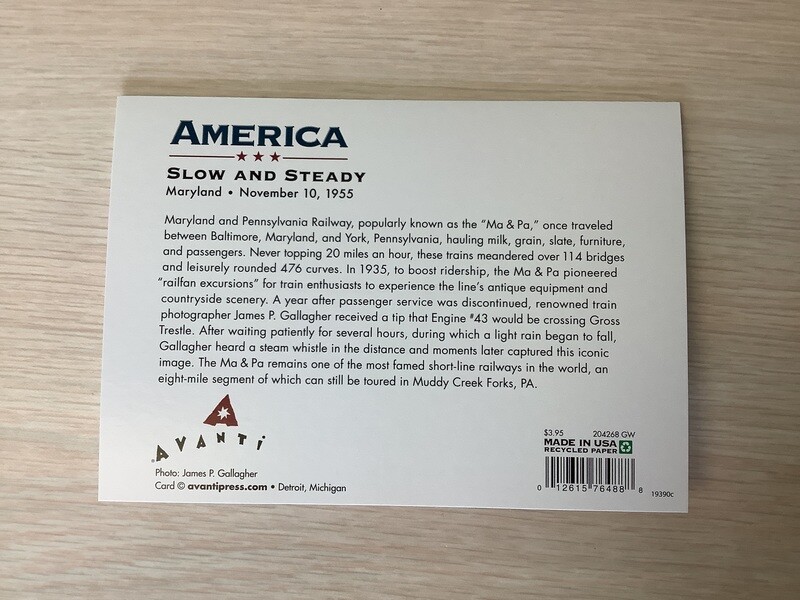 AMERICA
SLOW AND STEADY
Maryland • November 10, 1955
Maryland and Pennsylvania Railway, popularly known as the “Ma & Pa,” once traveled
between Baltimore, Maryland, and York, Pennsylvania, hauling milk, grain, slate, furniture,
and passengers. Never topping 20 miles an hour, these trains meandered over 114 bridges
and leisurely rounded 476 curves. In 1935, to boost ridership, the Ma & Pa pioneered
“railfan excursions” for train enthusiasts to experience the line’s antique equipment and
countryside scenery. A year after passenger service was discontinued, renowned train
photographer James P. Gallagher received a tip that Engine #43 would be crossing Gross
Trestle. After waiting patiently for several hours, during which a light rain began to fall,
Gallagher heard a steam whistle in the distance and moments later captured this iconic
image. The Ma & Pa remains one of the most famed short-line railways in the world, an
eight-mile segment of which can still be toured in Muddy Creek Forks, PA.
AVANTI
Photo: James P. Gallagher
Card © avantipress.com • Detroit, Michigan
$3.95 204268 GW
MADE IN USA
RECYCLED PAPER
0 12615 76488 8
19390c